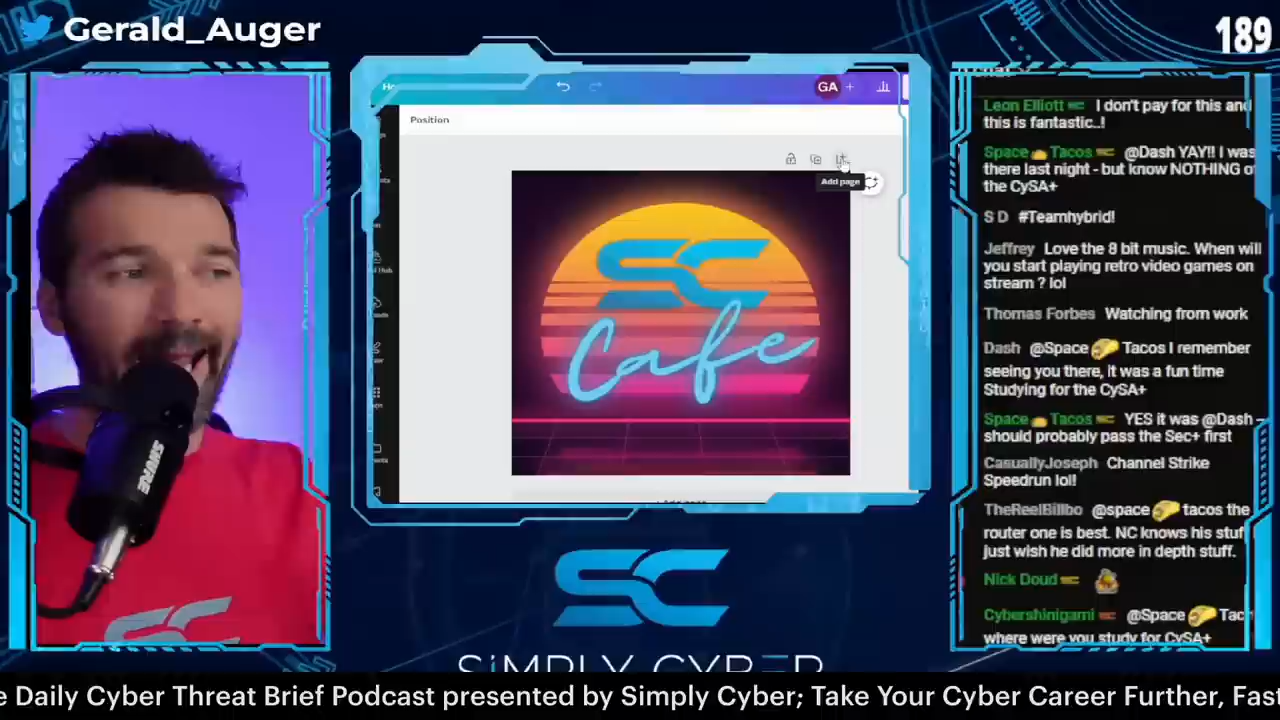 Gerald_Auger
189
GA
Position
Add page
SC
Cafe
SC
SIMPLY CYBER
SHURE
Leon Elliott I don't pay for this and
this is fantastic..!
Space Tacos @Dash YAY!! I was
there last night - but know NOTHING of
the CySA+
S D #Teamhybrid!
Jeffrey Love the 8 bit music. When will
you start playing retro video games on
stream ? lol
Thomas Forbes Watching from work
Dash @Space Tacos I remember
seeing you there, it was a fun time
Studying for the CySA+
Space Tacos YES it was @Dash -
should probably pass the Sec+ first
CasuallyJoseph Channel Strike
Speedrun lol!
TheReelBillbo @space tacos the
router one is best. NC knows his stuf
just wish he did more in depth stuff.
Nick Doud
Cybershinigami @Space Tac
where were you study for CySA+
e Daily Cyber Threat Brief Podcast presented by Simply Cyber; Take Your Cyber Career Further, Fas